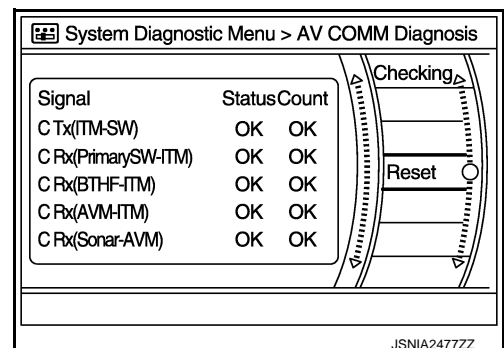 System Diagnostic Menu > AV COMM Diagnosis
Checking
Signal Status Count
C Tx(ITM-SW) OK OK
C Rx(PrimarySW-ITM) OK OK
C Rx(BTHF-ITM) OK OK
Reset
C Rx(AVM-ITM) OK OK
C Rx(Sonar-AVM) OK OK
JSNIA2477ZZ